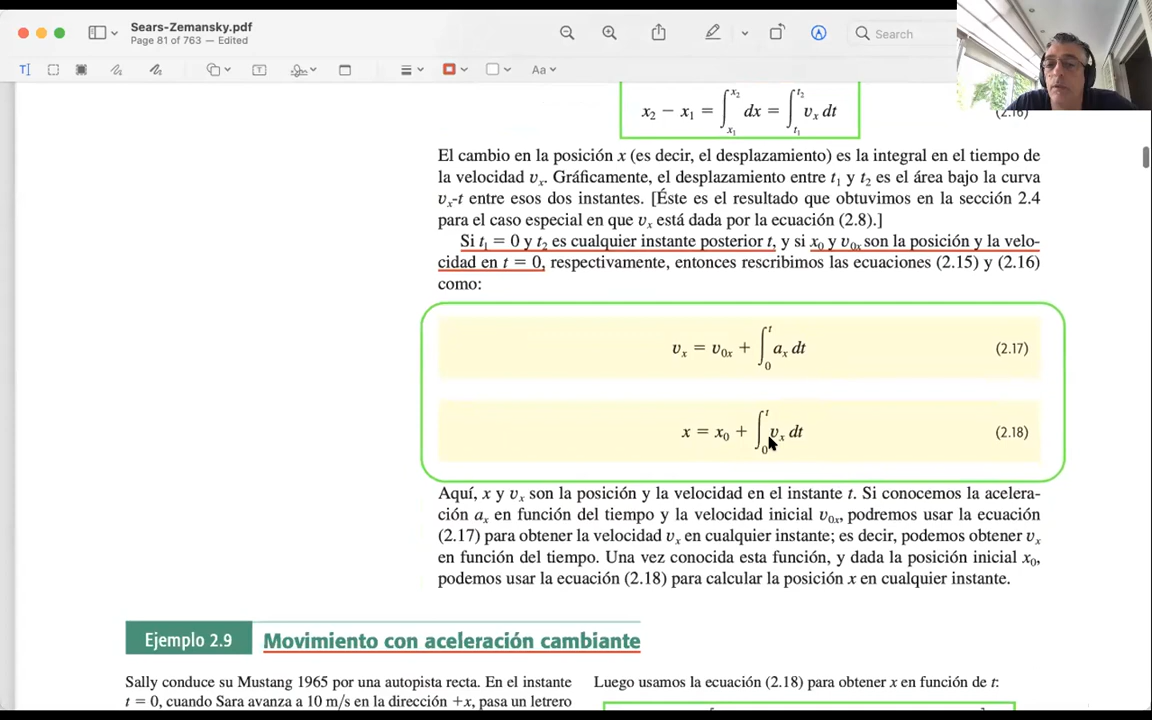 Sears-Zemansky.pdf
Page 81 of 763 — Edited
Search
Aa
x₂ − x₁ = ∫ₓ₁ˣ² dx = ∫ₜ₁ᵗ² vₓ dt
(2.16)
El cambio en la posición x (es decir, el desplazamiento) es la integral en el tiempo de
la velocidad vₓ. Gráficamente, el desplazamiento entre t₁ y t₂ es el área bajo la curva
vₓ-t entre esos dos instantes. [Éste es el resultado que obtuvimos en la sección 2.4
para el caso especial en que vₓ está dada por la ecuación (2.8).]
Si t₁ = 0 y t₂ es cualquier instante posterior t, y si x₀ y v₀ₓ son la posición y la velo-
cidad en t = 0, respectivamente, entonces rescribimos las ecuaciones (2.15) y (2.16)
como:
vₓ = v₀ₓ + ∫₀ᵗ aₓ dt (2.17)
x = x₀ + ∫₀ᵗ vₓ dt (2.18)
Aquí, x y vₓ son la posición y la velocidad en el instante t. Si conocemos la acelera-
ción aₓ en función del tiempo y la velocidad inicial v₀ₓ, podremos usar la ecuación
(2.17) para obtener la velocidad vₓ en cualquier instante; es decir, podemos obtener vₓ
en función del tiempo. Una vez conocida esta función, y dada la posición inicial x₀,
podemos usar la ecuación (2.18) para calcular la posición x en cualquier instante.
Ejemplo 2.9 Movimiento con aceleración cambiante
Sally conduce su Mustang 1965 por una autopista recta. En el instante
t = 0, cuando Sara avanza a 10 m/s en la dirección +x, pasa un letrero
Luego usamos la ecuación (2.18) para obtener x en función de t: